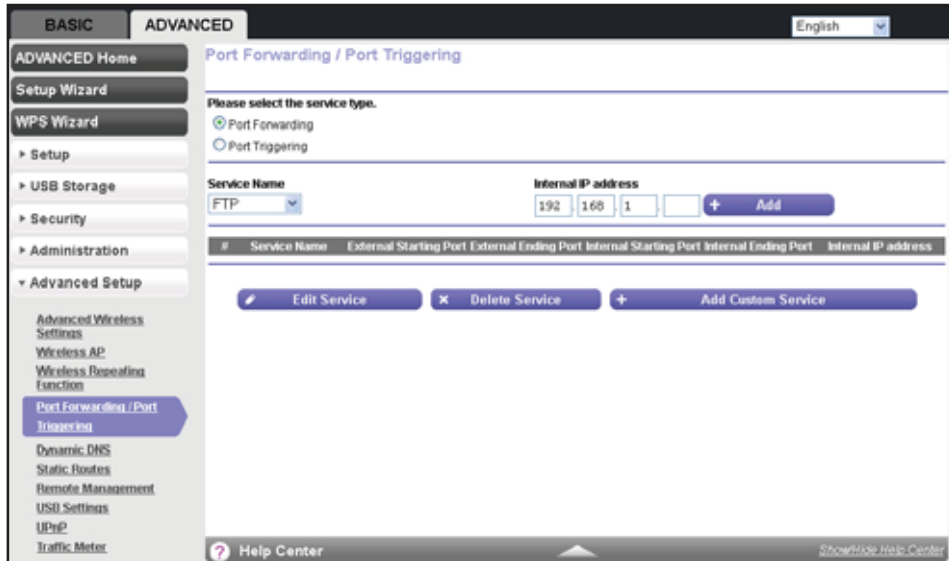 BASIC
ADVANCED
English
ADVANCED Home
Setup Wizard
WPS Wizard
Setup
USB Storage
Security
Administration
Advanced Setup
Advanced Wireless
Settings
Wireless AP
Wireless Repeating
Function
Port Forwarding / Port
Triggering
Dynamic DNS
Static Routes
Remote Management
USB Settings
UPnP
Traffic Meter
Port Forwarding / Port Triggering
Please select the service type.
Port Forwarding
Port Triggering
Service Name
Internal IP address
FTP
192 . 168 . 1 .
+ Add
# Service Name External Starting Port External Ending Port Internal Starting Port Internal Ending Port Internal IP address
Edit Service
× Delete Service
+ Add Custom Service
? Help Center
Show/Hide Help Center